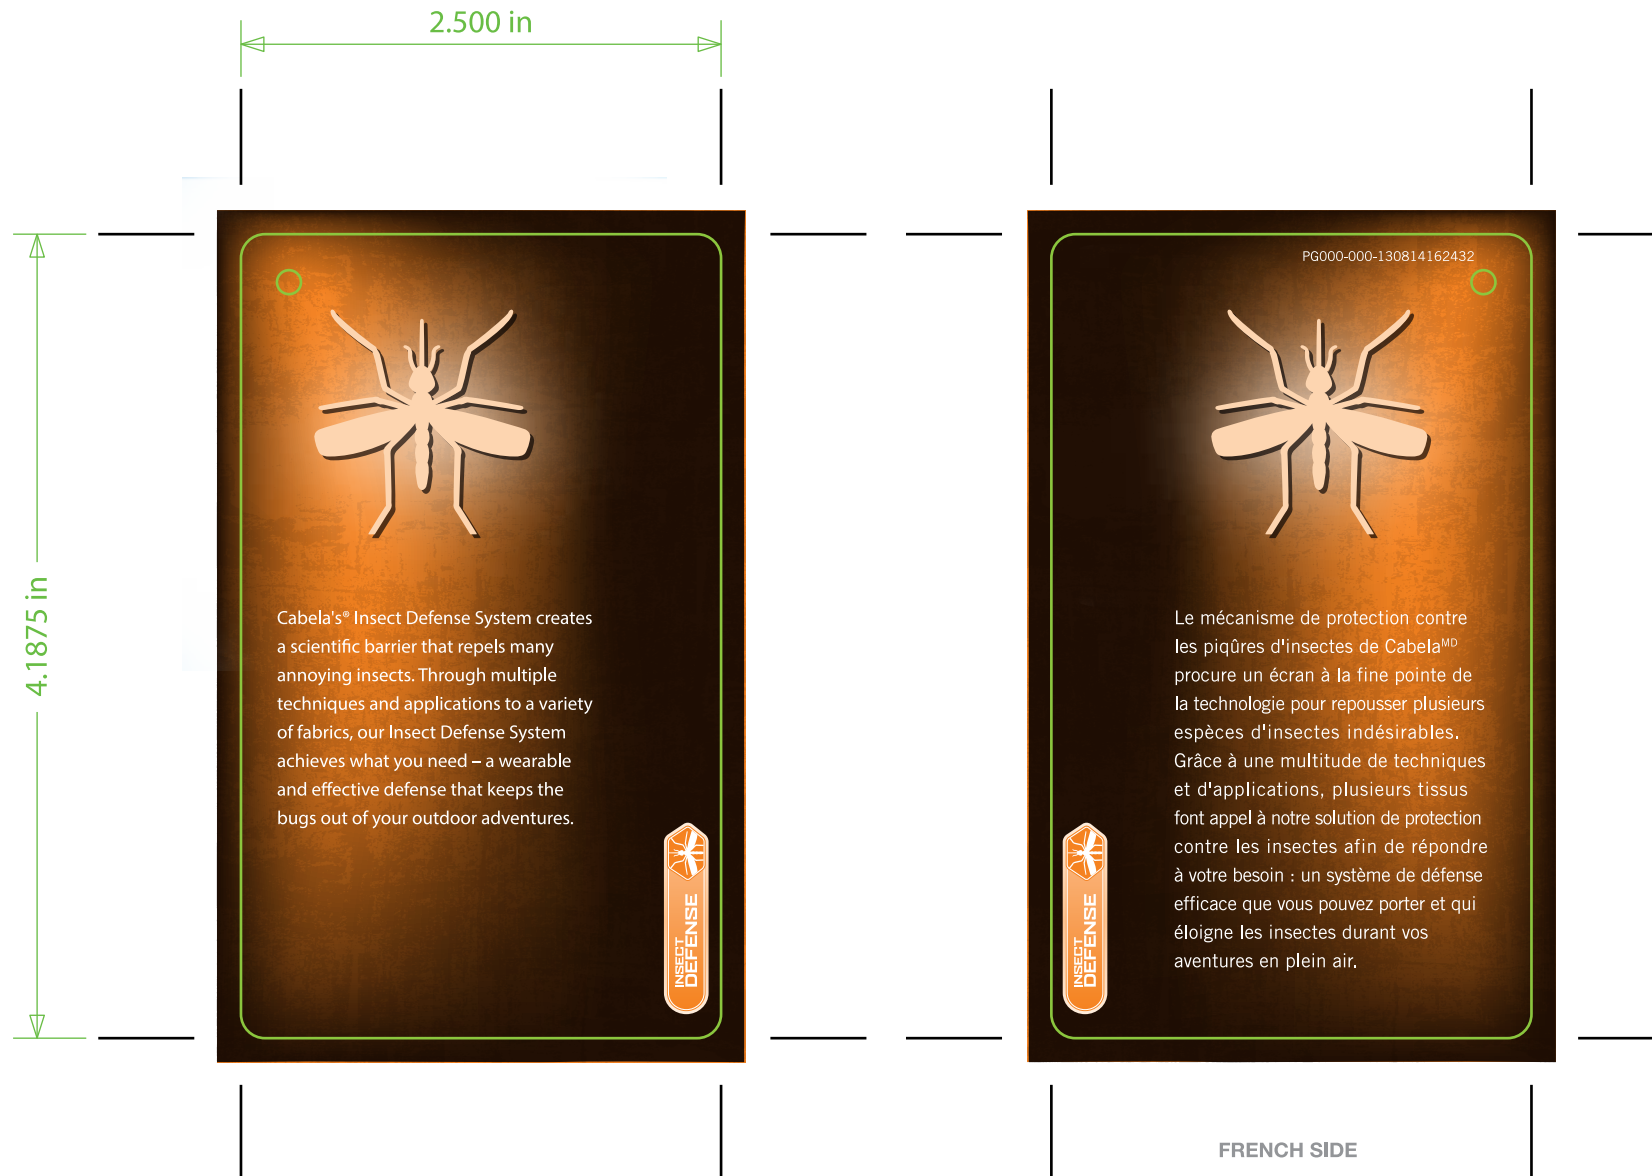 2.500 in
4.1875 in
Cabela's® Insect Defense System creates
a scientific barrier that repels many
annoying insects. Through multiple
techniques and applications to a variety
of fabrics, our Insect Defense System
achieves what you need – a wearable
and effective defense that keeps the
bugs out of your outdoor adventures.
INSECT
DEFENSE
PG000-000-130814162432
Le mécanisme de protection contre
les piqûres d'insectes de Cabelaᴹᴰ
procure un écran à la fine pointe de
la technologie pour repousser plusieurs
espèces d'insectes indésirables.
Grâce à une multitude de techniques
et d'applications, plusieurs tissus
font appel à notre solution de protection
contre les insectes afin de répondre
à votre besoin : un système de défense
efficace que vous pouvez porter et qui
éloigne les insectes durant vos
aventures en plein air.
INSECT
DEFENSE
FRENCH SIDE